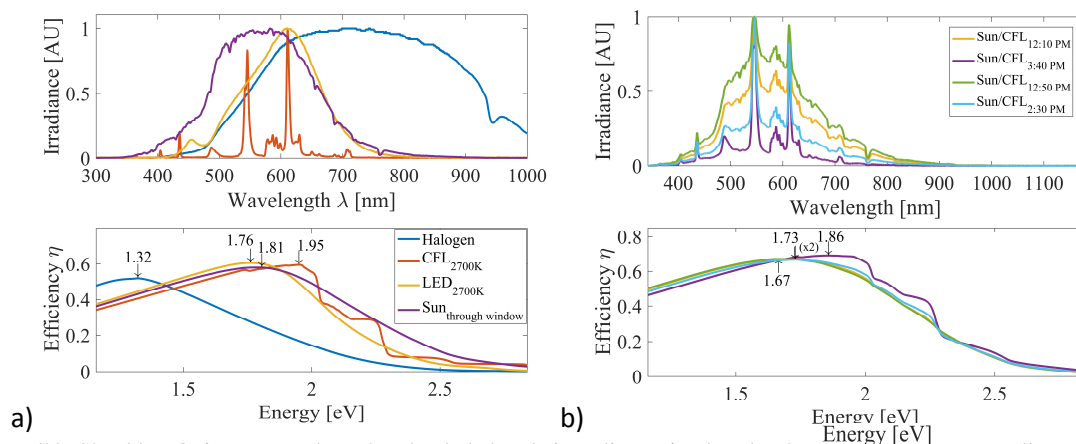 Irradiance [AU]
1
0.5
0
300 400 500 600 700 800 900 1000
Wavelength λ [nm]
Efficiency η
0.6
0.4
0.2
0
1.32
1.76
1.81
1.95
Halogen
CFL2700K
LED2700K
Sunthrough window
1.5 2 2.5
Energy [eV]
a)
Irradiance [AU]
1
0.5
0
Sun/CFL12:10 PM
Sun/CFL3:40 PM
Sun/CFL12:50 PM
Sun/CFL2:30 PM
400 500 600 700 800 900 1000 1100
Wavelength [nm]
Efficiency η
0.8
0.6
0.4
0.2
0
1.73
(x2)
1.86
1.67
1.5 2 2.5
Energy [eV]
Energy [eV]
b)